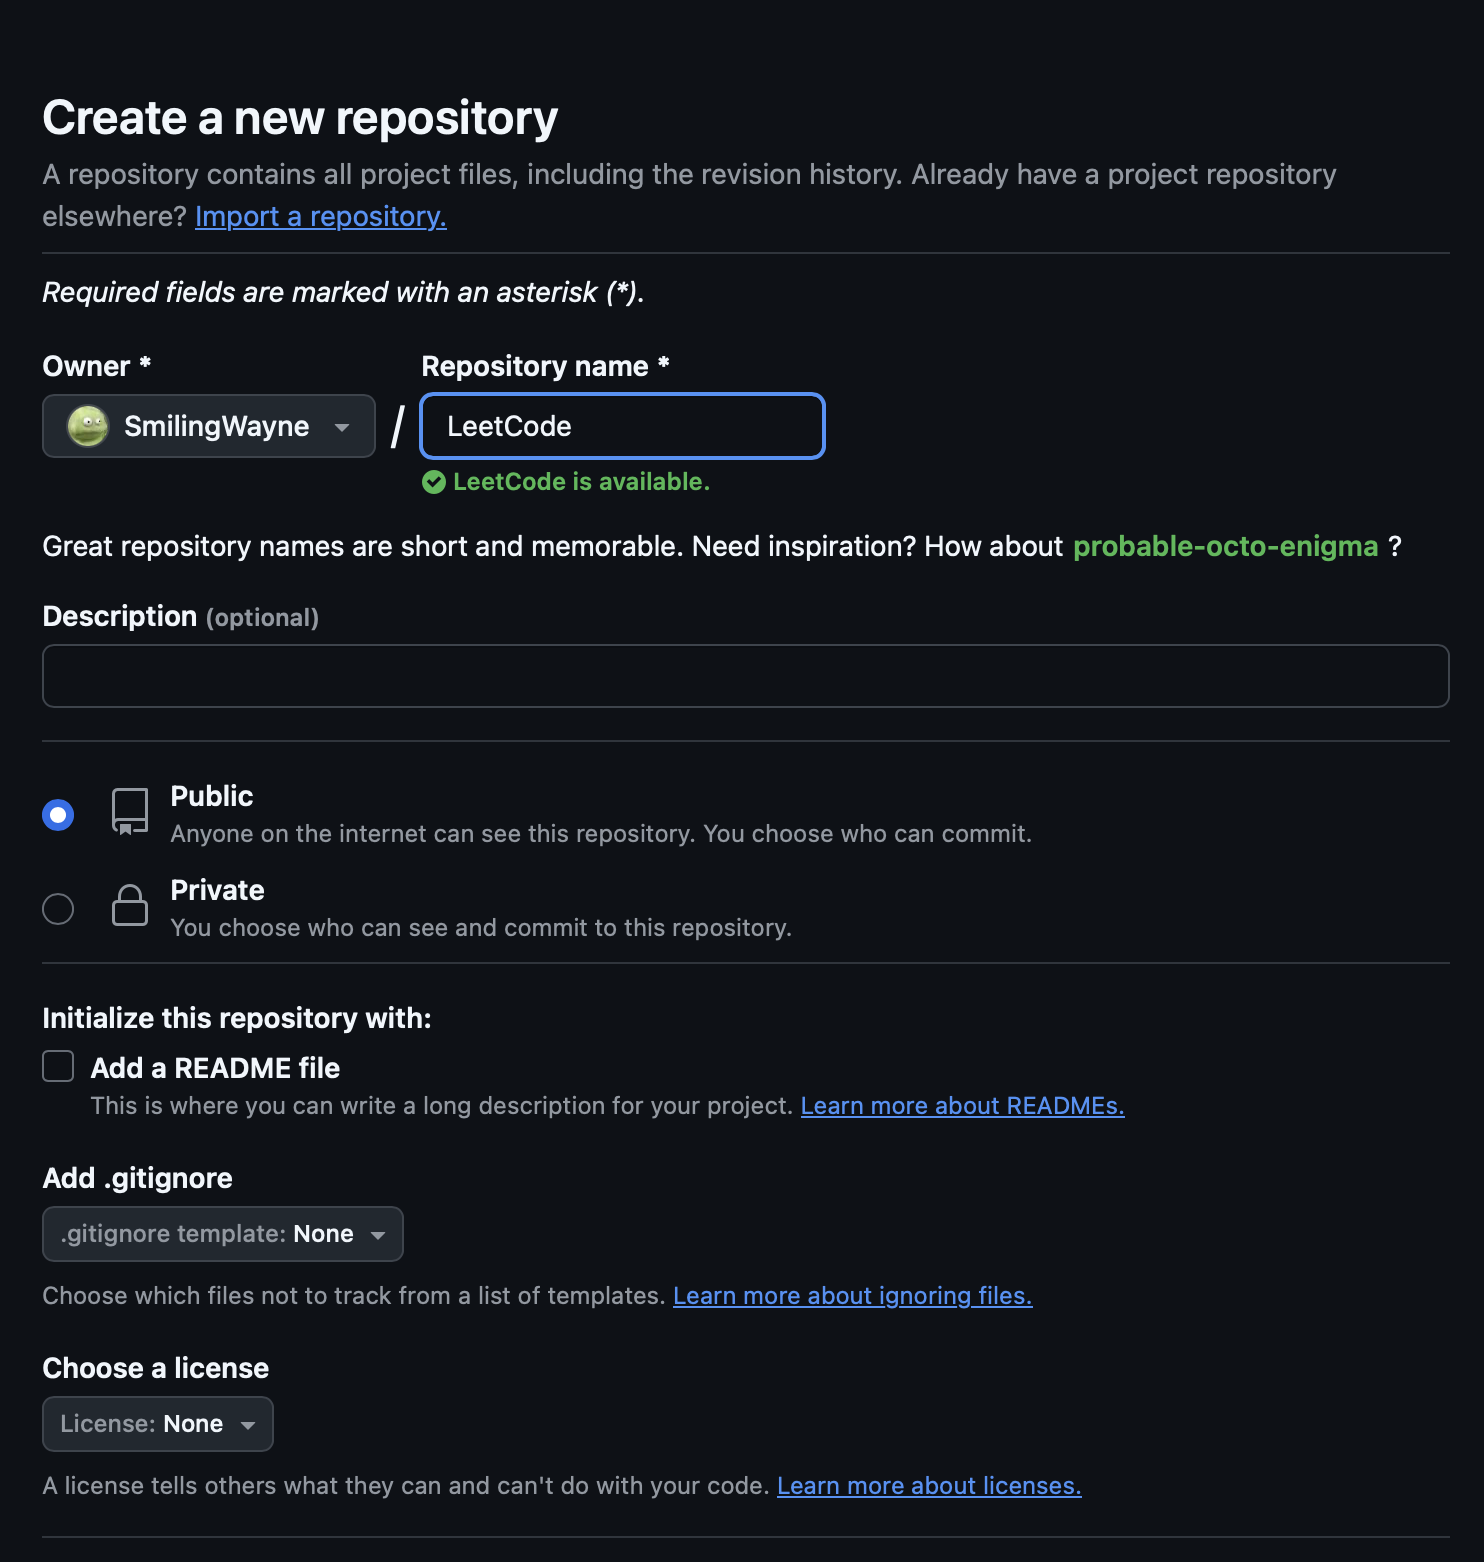 Create a new repository
A repository contains all project files, including the revision history. Already have a project repository
elsewhere? Import a repository.
Required fields are marked with an asterisk (*).
Owner *
Repository name *
SmilingWayne
/
LeetCode
LeetCode is available.
Great repository names are short and memorable. Need inspiration? How about probable-octo-enigma ?
Description (optional)
Public
Anyone on the internet can see this repository. You choose who can commit.
Private
You choose who can see and commit to this repository.
Initialize this repository with:
Add a README file
This is where you can write a long description for your project. Learn more about READMEs.
Add .gitignore
.gitignore template: None
Choose which files not to track from a list of templates. Learn more about ignoring files.
Choose a license
License: None
A license tells others what they can and can't do with your code. Learn more about licenses.